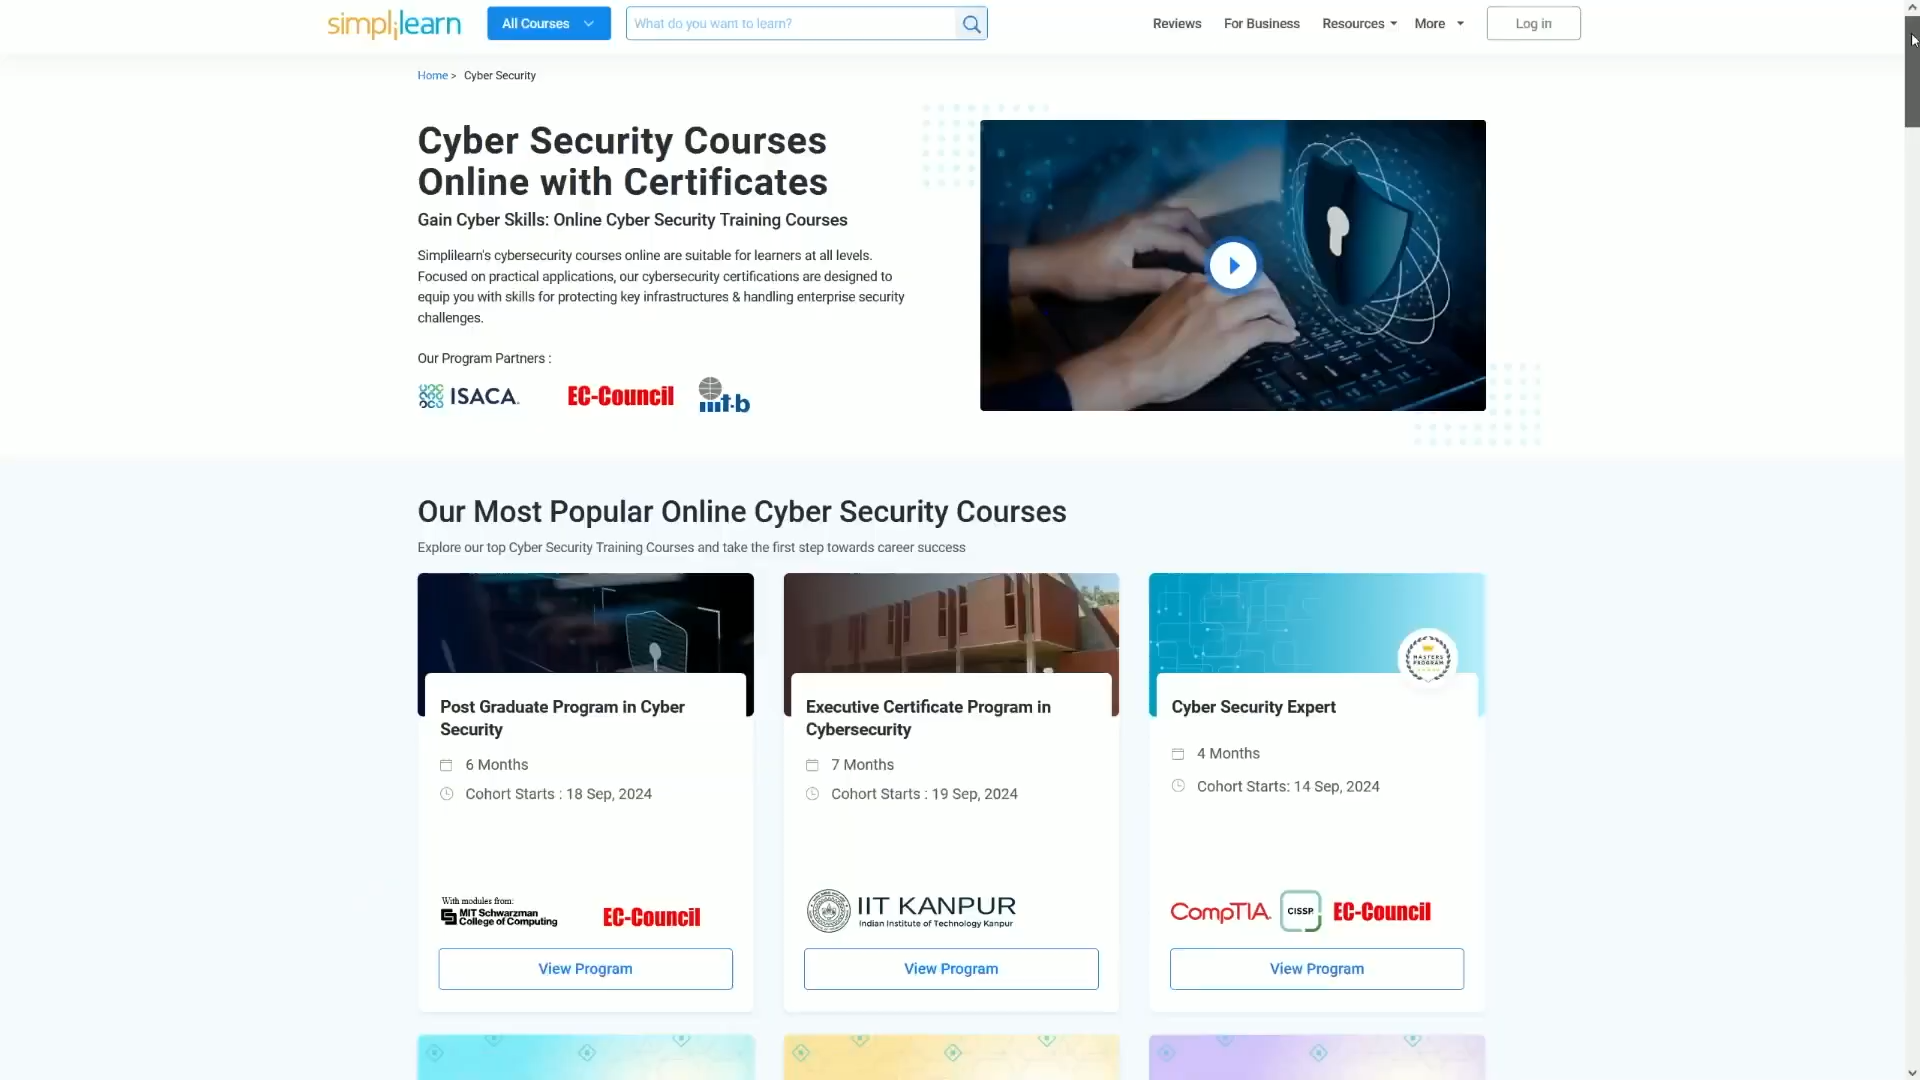 simplilearn
All Courses
What do you want to learn?
Reviews
For Business
Resources
More
Log in
Home > Cyber Security
Cyber Security Courses
Online with Certificates
Gain Cyber Skills: Online Cyber Security Training Courses
Simplilearn's cybersecurity courses online are suitable for learners at all levels.
Focused on practical applications, our cybersecurity certifications are designed to
equip you with skills for protecting key infrastructures & handling enterprise security
challenges.
Our Program Partners :
ISACA.
EC-Council
iiit-b
Our Most Popular Online Cyber Security Courses
Explore our top Cyber Security Training Courses and take the first step towards career success
Post Graduate Program in Cyber
Security
6 Months
Cohort Starts : 18 Sep, 2024
With modules from:
MIT Schwarzman
College of Computing
EC-Council
View Program
Executive Certificate Program in
Cybersecurity
7 Months
Cohort Starts : 19 Sep, 2024
IIT KANPUR
Indian Institute of Technology Kanpur
View Program
MASTERS
PROGRAM
Cyber Security Expert
4 Months
Cohort Starts: 14 Sep, 2024
CompTIA.
CISSP
EC-Council
View Program